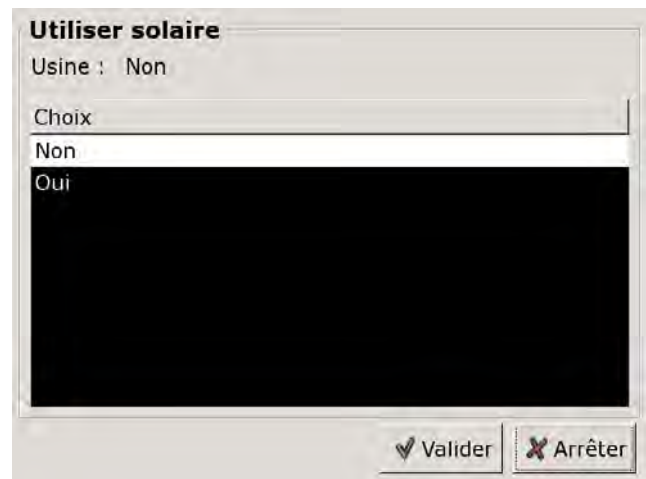 Utiliser solaire
Usine : Non
Choix
Non
Oui
Valider Arrêter